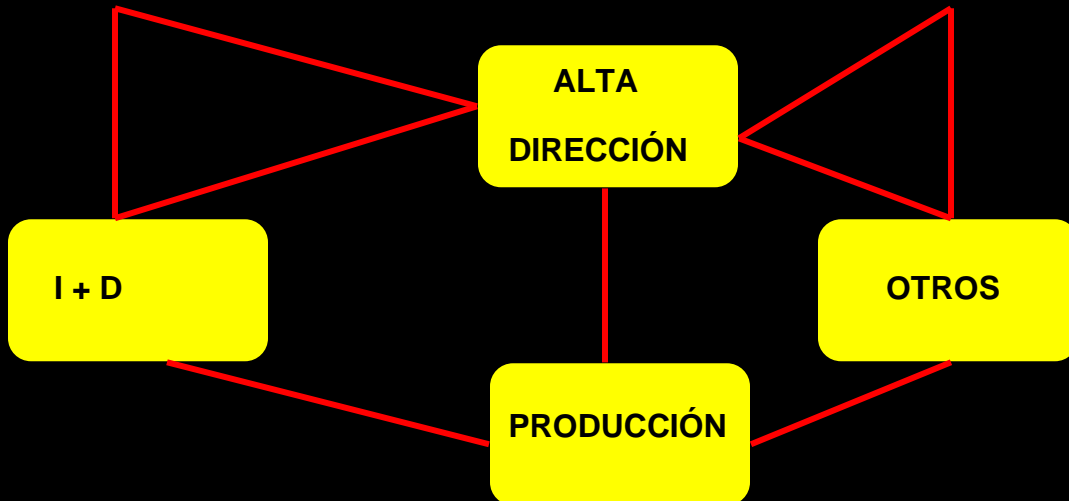 ALTA
DIRECCIÓN
I + D
OTROS
PRODUCCIÓN